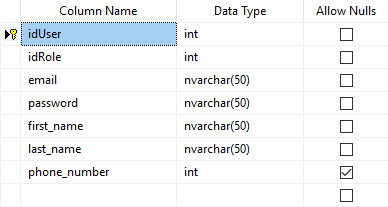 Column Name Data Type Allow Nulls
idUser int
idRole int
email nvarchar(50)
password nvarchar(50)
first_name nvarchar(50)
last_name nvarchar(50)
phone_number int